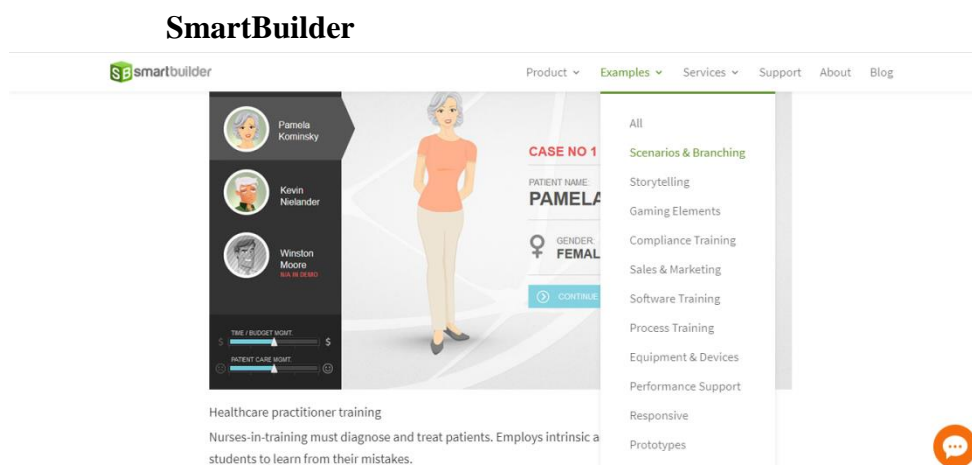 SmartBuilder
SB smartbuilder
Product Examples Services Support About Blog
All
Scenarios & Branching
Storytelling
Gaming Elements
Compliance Training
Sales & Marketing
Software Training
Process Training
Equipment & Devices
Performance Support
Responsive
Prototypes
Pamela
Kominsky
Kevin
Nielander
Winston
Moore
N/A IN DEMO
TIME / BUDGET MGMT.
$ $
PATIENT CARE MGMT.
CASE NO 1
PATIENT NAME:
PAMELA
GENDER:
FEMAL
CONTINUE
Healthcare practitioner training
Nurses-in-training must diagnose and treat patients. Employs intrinsic a
students to learn from their mistakes.